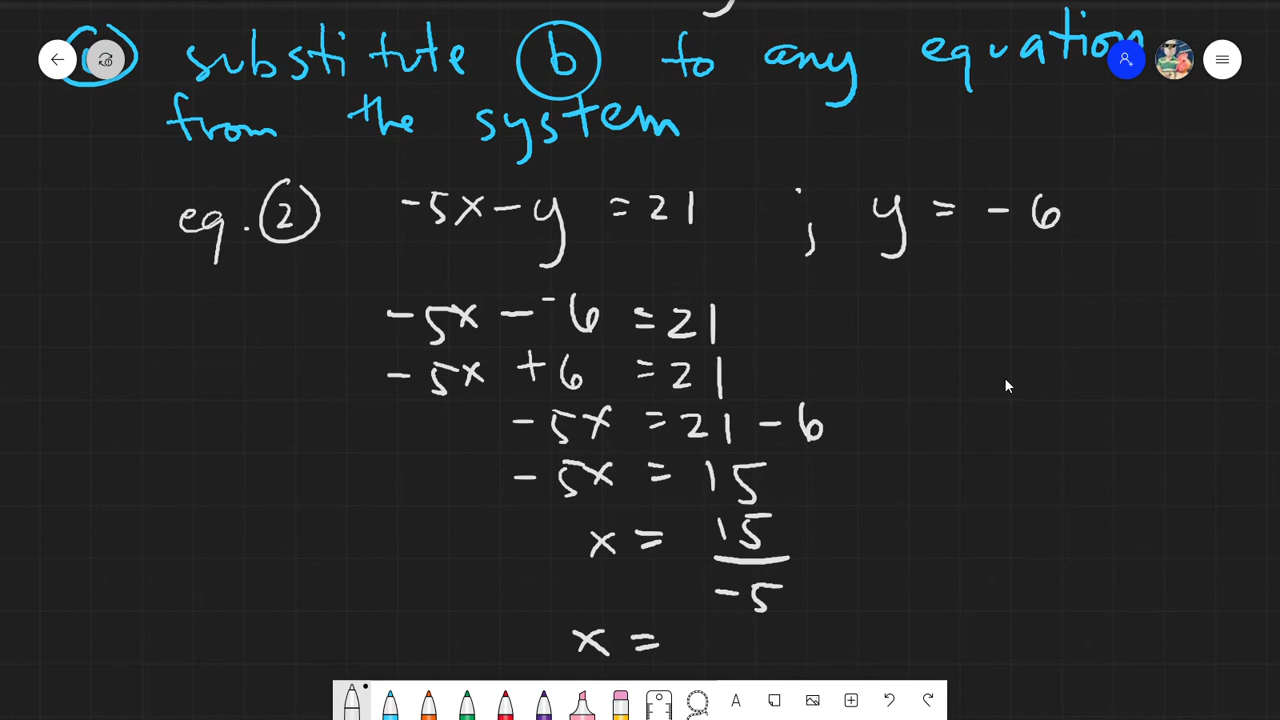 substitute b to any equation
from the system
eq. 2 -5x - y = 21 ; y = - 6
-5x - -6 = 21
-5x + 6 = 21
-5x = 21 - 6
-5x = 15
x = 15
-5
x =
A